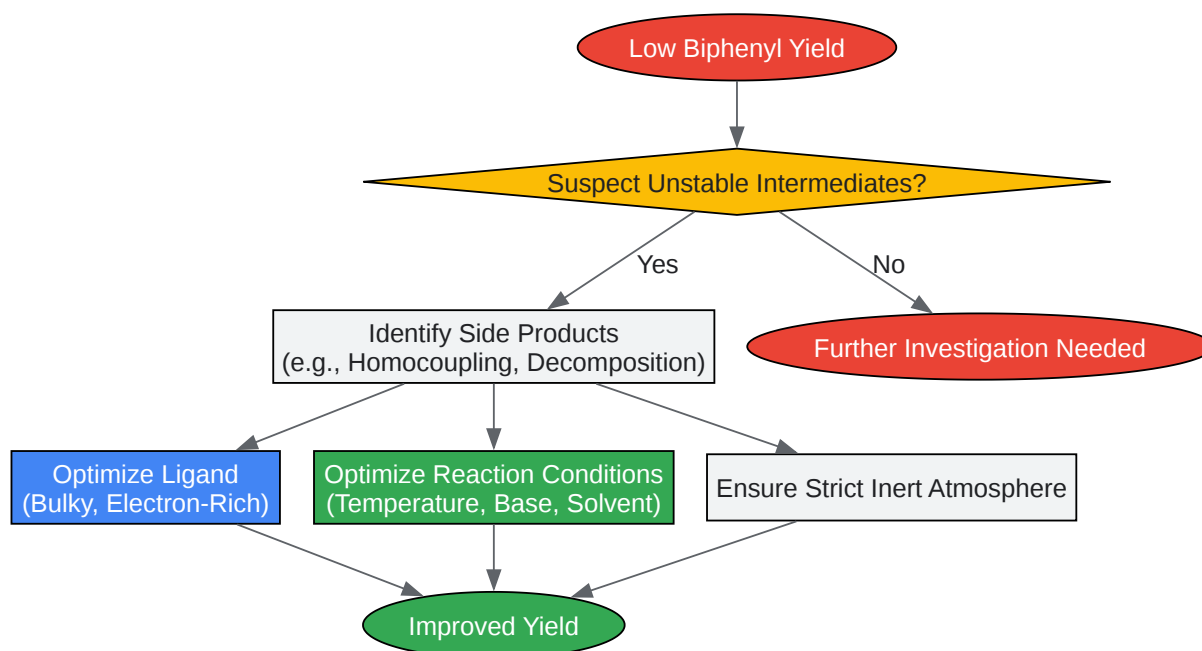 Low Biphenyl Yield
Suspect Unstable Intermediates?
Yes
No
Identify Side Products
(e.g., Homocoupling, Decomposition)
Further Investigation Needed
Optimize Ligand
(Bulky, Electron-Rich)
Optimize Reaction Conditions
(Temperature, Base, Solvent)
Ensure Strict Inert Atmosphere
Improved Yield